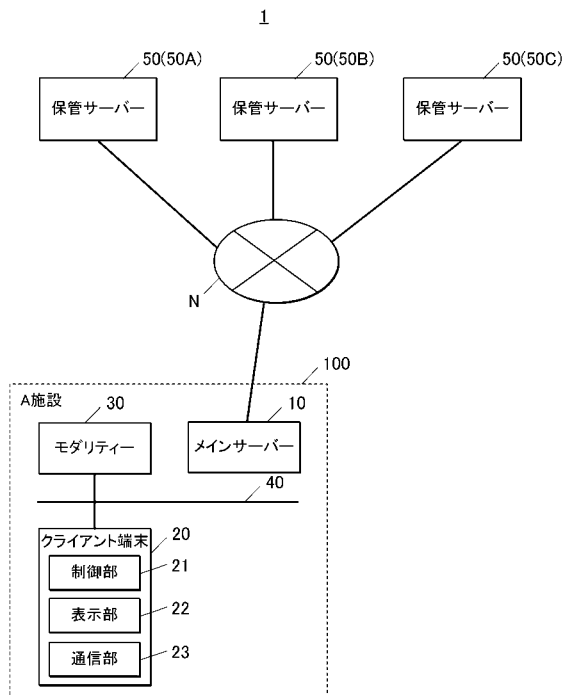 1
50(50A)
50(50B)
50(50C)
保管サーバー
保管サーバー
保管サーバー
N
100
A施設
30
10
モダリティー
メインサーバー
40
クライアント端末
20
制御部
21
表示部
22
通信部
23